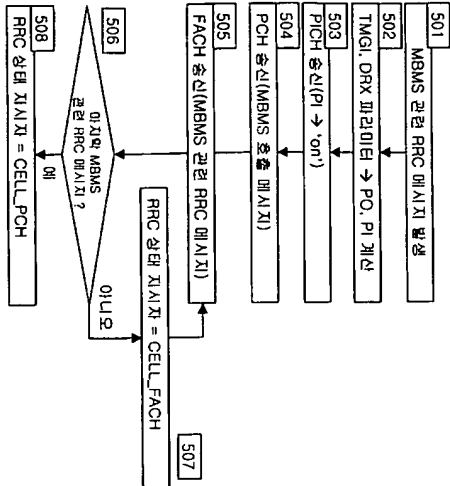 501
MBMS 관련 RRC 메시지 발생
502
TMGI, DRX 파라미터 → PO, PI 계산
503
PICH 송신(PI → 'on')
504
PCH 송신(MBMS 호출 메시지)
505
FACH 송신(MBMS 관련 RRC 메시지)
506
마지막 MBMS
관련 RRC 메시지?
아니오
507
RRC 상태 지시자 = CELL_FACH
예
508
RRC 상태 지시자 = CELL_PCH